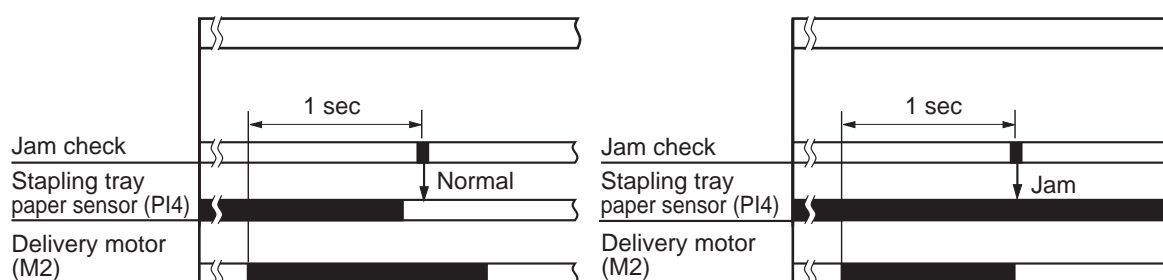 1 sec
Jam check
Normal
Stapling tray
paper sensor (PI4)
Delivery motor
(M2)
1 sec
Jam check
Jam
Stapling tray
paper sensor (PI4)
Delivery motor
(M2)